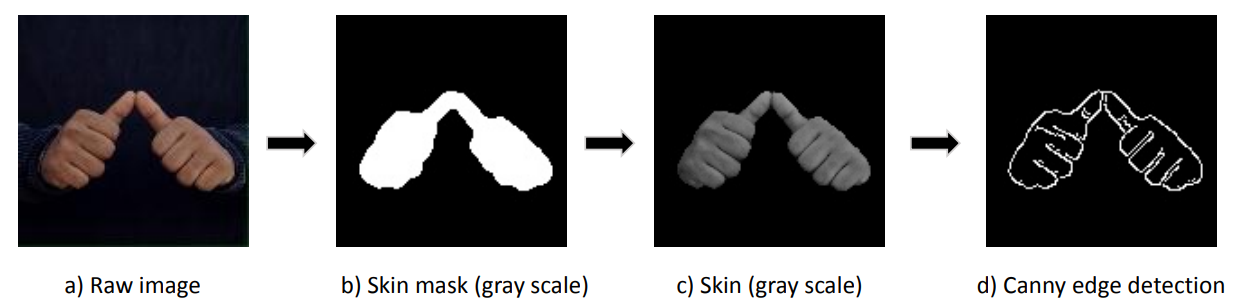 a) Raw image
b) Skin mask (gray scale)
c) Skin (gray scale)
d) Canny edge detection